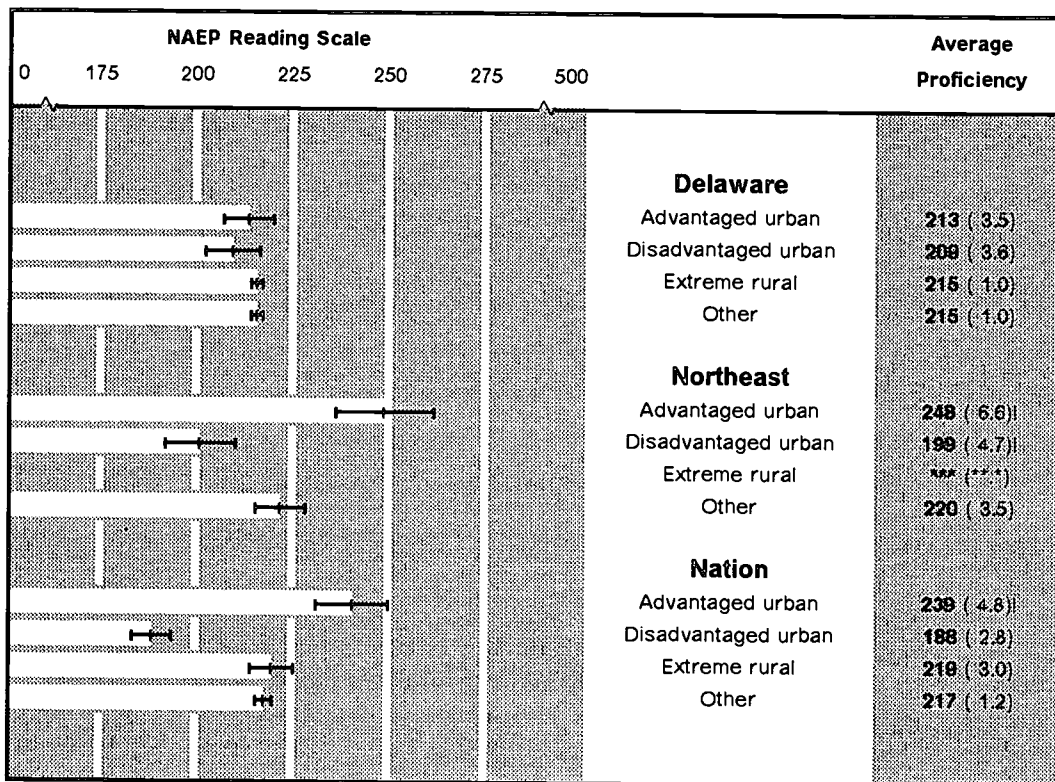 NAEP Reading Scale
Average
0 175 200 225 250 275 500
Proficiency
Delaware
Advantaged urban 213 ( 3.5)
Disadvantaged urban 209 ( 3.6)
Extreme rural 215 ( 1.0)
Other 215 ( 1.0)
Northeast
Advantaged urban 248 ( 6.6)!
Disadvantaged urban 199 ( 4.7)!
Extreme rural *** (**.*)
Other 220 ( 3.5)
Nation
Advantaged urban 239 ( 4.8)!
Disadvantaged urban 188 ( 2.8)
Extreme rural 219 ( 3.0)
Other 217 ( 1.2)